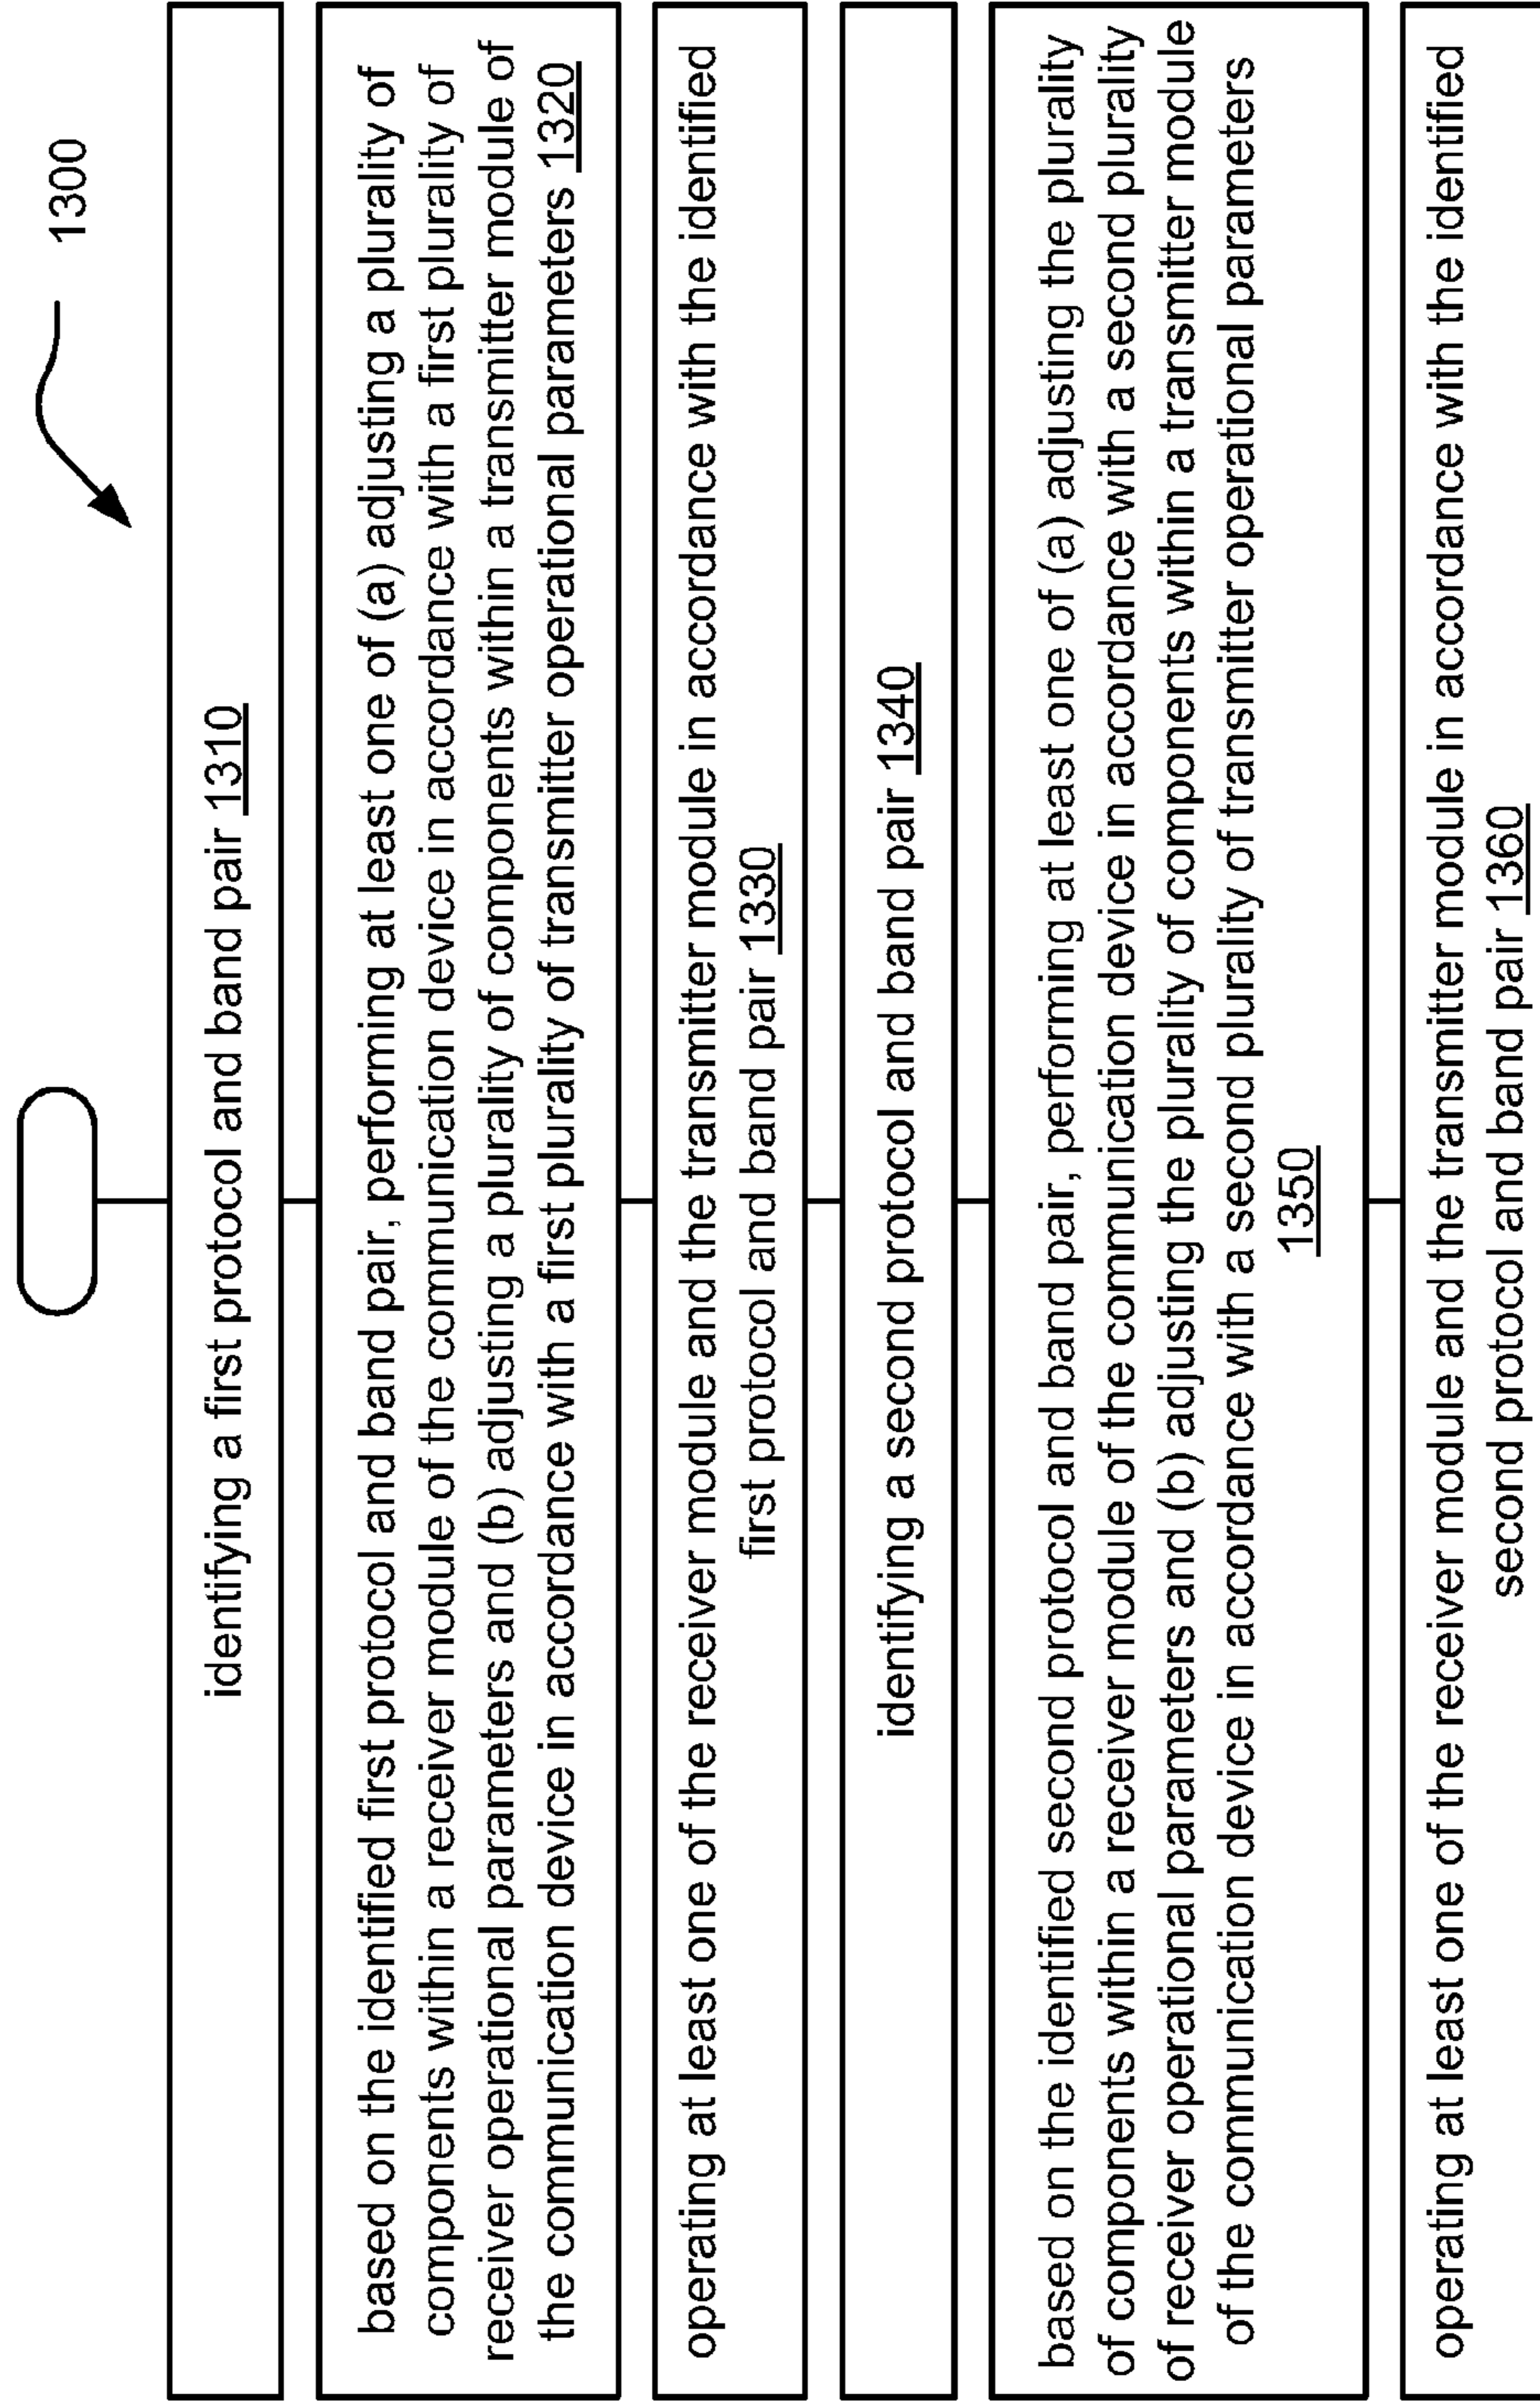 1300
identifying a first protocol and band pair 1310
based on the identified first protocol and band pair, performing at least one of (a) adjusting a plurality of
components within a receiver module of the communication device in accordance with a first plurality of
receiver operational parameters and (b) adjusting a plurality of components within a transmitter module of
the communication device in accordance with a first plurality of transmitter operational parameters 1320
operating at least one of the receiver module and the transmitter module in accordance with the identified
first protocol and band pair 1330
identifying a second protocol and band pair 1340
based on the identified second protocol and band pair, performing at least one of (a) adjusting the plurality
of components within a receiver module of the communication device in accordance with a second plurality
of receiver operational parameters and (b) adjusting the plurality of components within a transmitter module
of the communication device in accordance with a second plurality of transmitter operational parameters
1350
operating at least one of the receiver module and the transmitter module in accordance with the identified
second protocol and band pair 1360